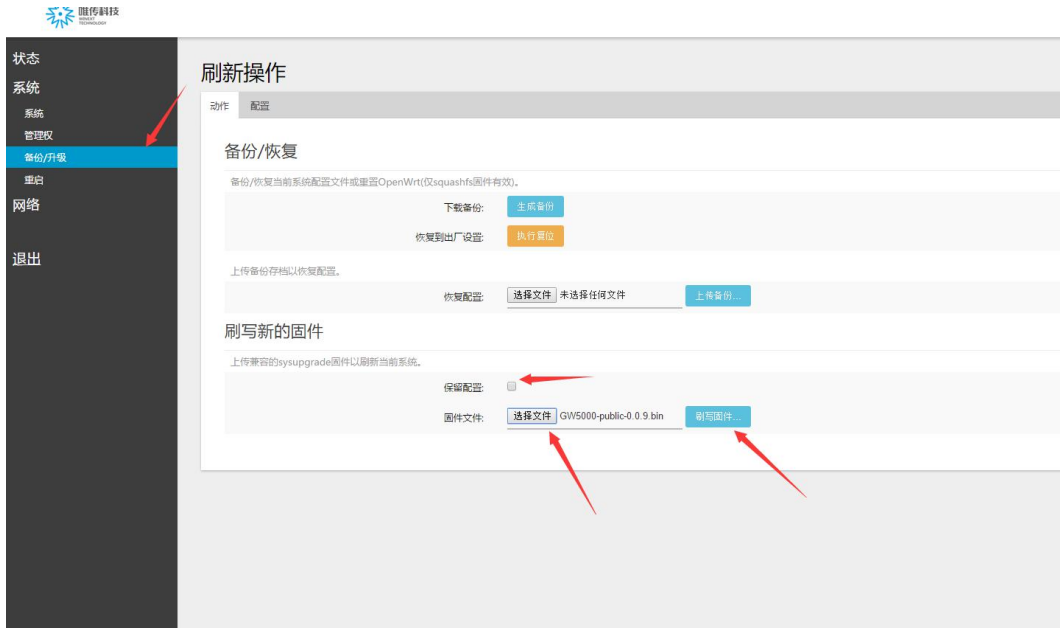 唯传科技
WINEXT
TECHNOLOGY
状态
系统
系统
管理权
备份/升级
重启
网络
退出
刷新操作
动作 配置
备份/恢复
备份/恢复当前系统配置文件或重置OpenWrt(仅squashfs固件有效)。
下载备份: 生成备份
恢复到出厂设置: 执行复位
上传备份存档以恢复配置。
恢复配置: 选择文件 未选择任何文件 上传备份...
刷写新的固件
上传兼容的sysupgrade固件以刷新当前系统。
保留配置:
固件文件: 选择文件 GW5000-public-0.0.9.bin 刷写固件...